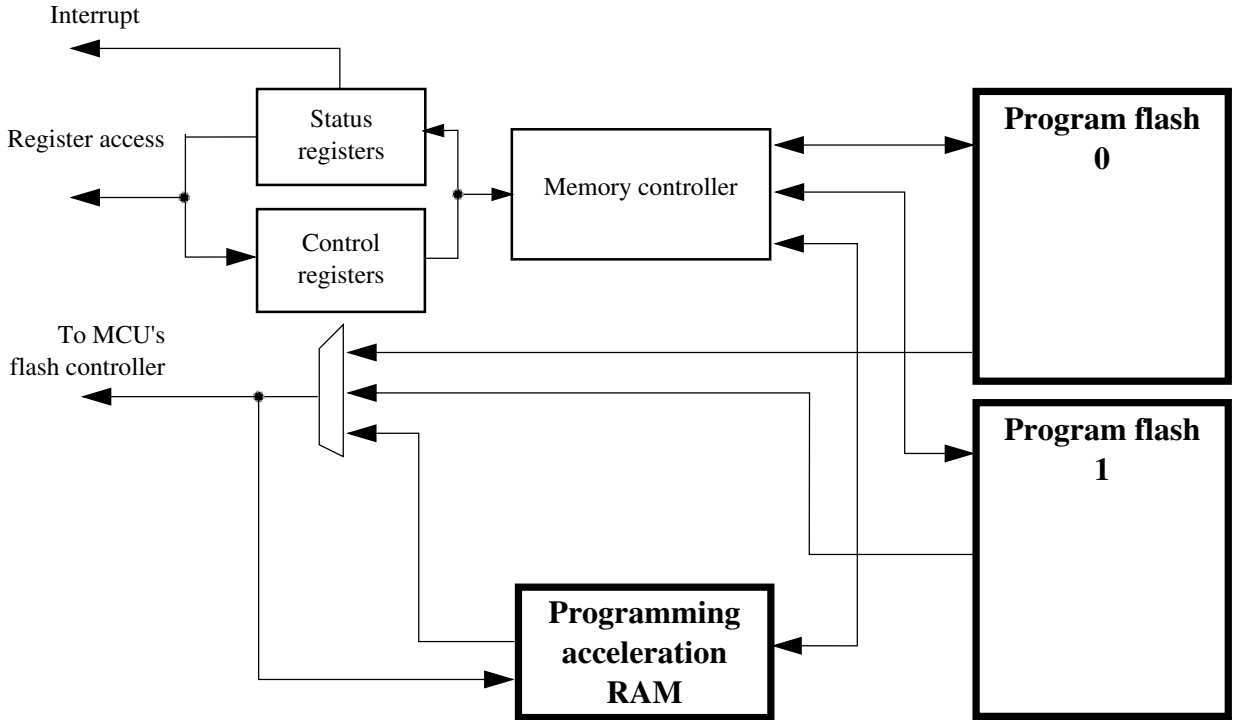 Interrupt
Register access
To MCU's
flash controller
Status
registers
Control
registers
Memory controller
Program flash
0
Program flash
1
Programming
acceleration
RAM